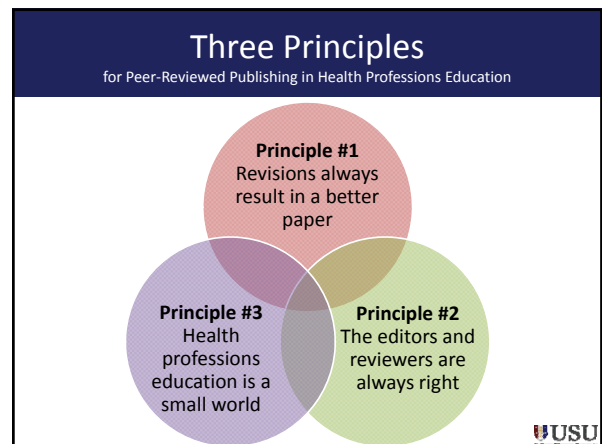 Three Principles
for Peer-Reviewed Publishing in Health Professions Education
Principle #1
Revisions always
result in a better
paper
Principle #3
Health
professions
education is a
small world
Principle #2
The editors and
reviewers are
always right
USU